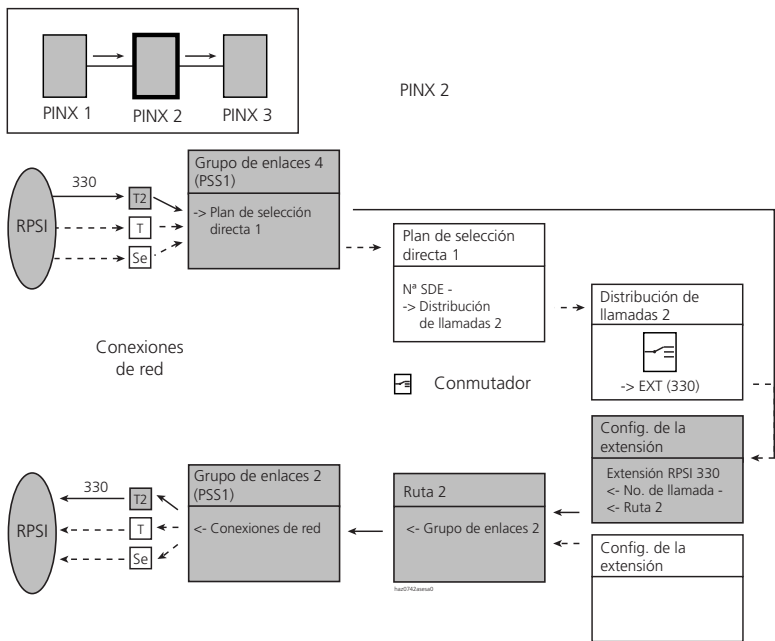 PINX 1
PINX 2
PINX 3
PINX 2
RPSI
330
T2
T
Se
Grupo de enlaces 4
(PSS1)
-> Plan de selección
directa 1
Plan de selección
directa 1
Nª SDE -
-> Distribución
de llamadas 2
Distribución de
llamadas 2
-> EXT (330)
Conexiones
de red
Conmutador
Config. de la
extensión
Extensión RPSI 330
<- No. de llamada -
<- Ruta 2
RPSI
330
T2
T
Se
Grupo de enlaces 2
(PSS1)
<- Conexiones de red
Ruta 2
<- Grupo de enlaces 2
Config. de la
extensión
haz0742asesa0